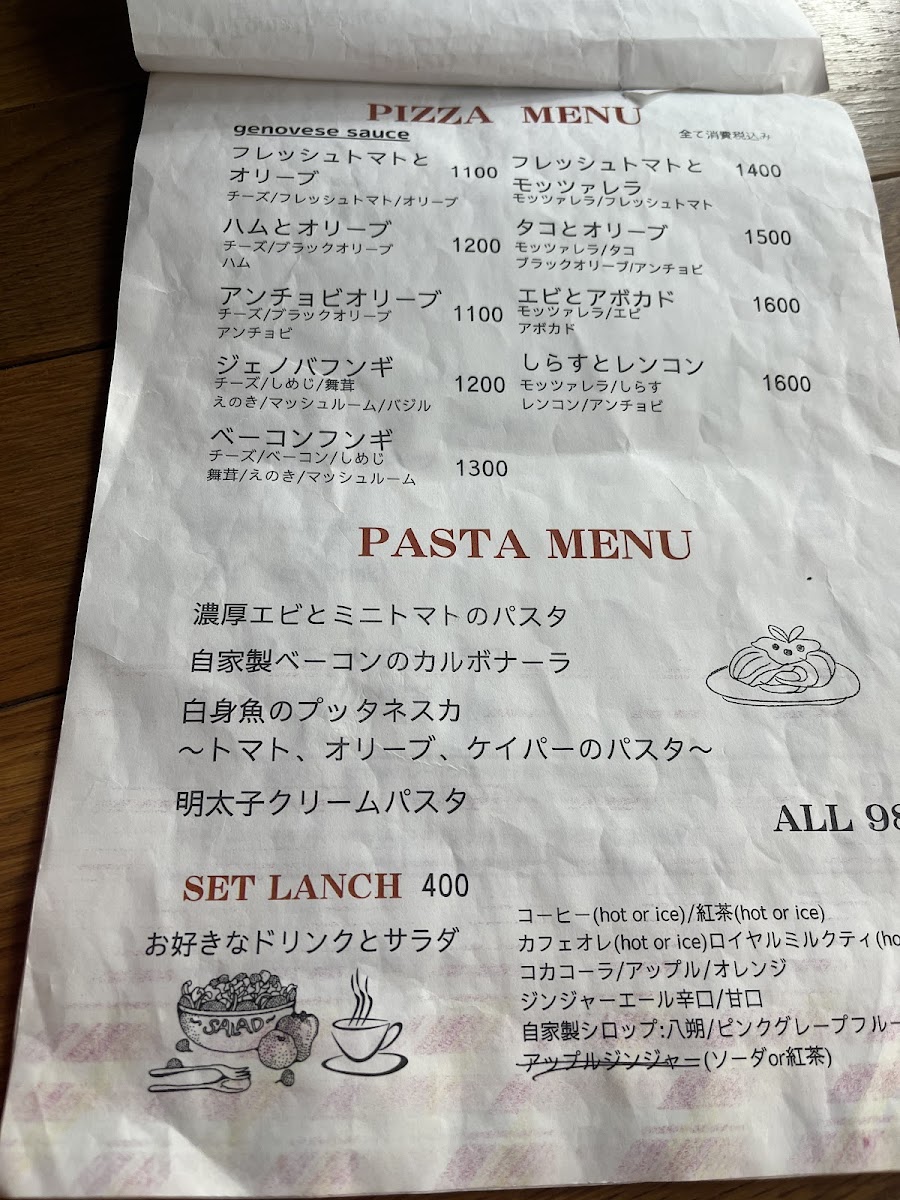 PIZZA MENU
genovese sauce
全て消費税込み
フレッシュトマトと
オリーブ
1100
チーズ/フレッシュトマト/オリーブ
ハムとオリーブ
1200
チーズ/ブラックオリーブ
ハム
アンチョビオリーブ
1100
チーズ/ブラックオリーブ
アンチョビ
ジェノバフンギ
1200
チーズ/しめじ/舞茸
えのき/マッシュルーム/バジル
ベーコンフンギ
1300
チーズ/ベーコン/しめじ
舞茸/えのき/マッシュルーム
フレッシュトマトと
モッツァレラ
1400
モッツァレラ/フレッシュトマト
タコとオリーブ
1500
モッツァレラ/タコ
ブラックオリーブ/アンチョビ
エビとアボカド
1600
モッツァレラ/エビ
アボカド
しらすとレンコン
1600
モッツァレラ/しらす
レンコン/アンチョビ
PASTA MENU
濃厚エビとミニトマトのパスタ
自家製ベーコンのカルボナーラ
白身魚のプッタネスカ
〜トマト、オリーブ、ケイパーのパスタ〜
明太子クリームパスタ
ALL 98
SET LANCH 400
お好きなドリンクとサラダ
SALAD
コーヒー(hot or ice)/紅茶(hot or ice)
カフェオレ(hot or ice)ロイヤルミルクティ(ho
コカコーラ/アップル/オレンジ
ジンジャーエール辛口/甘口
自家製シロップ:八朔/ピンクグレープフルー
アップルジンジャー(ソーダor紅茶)